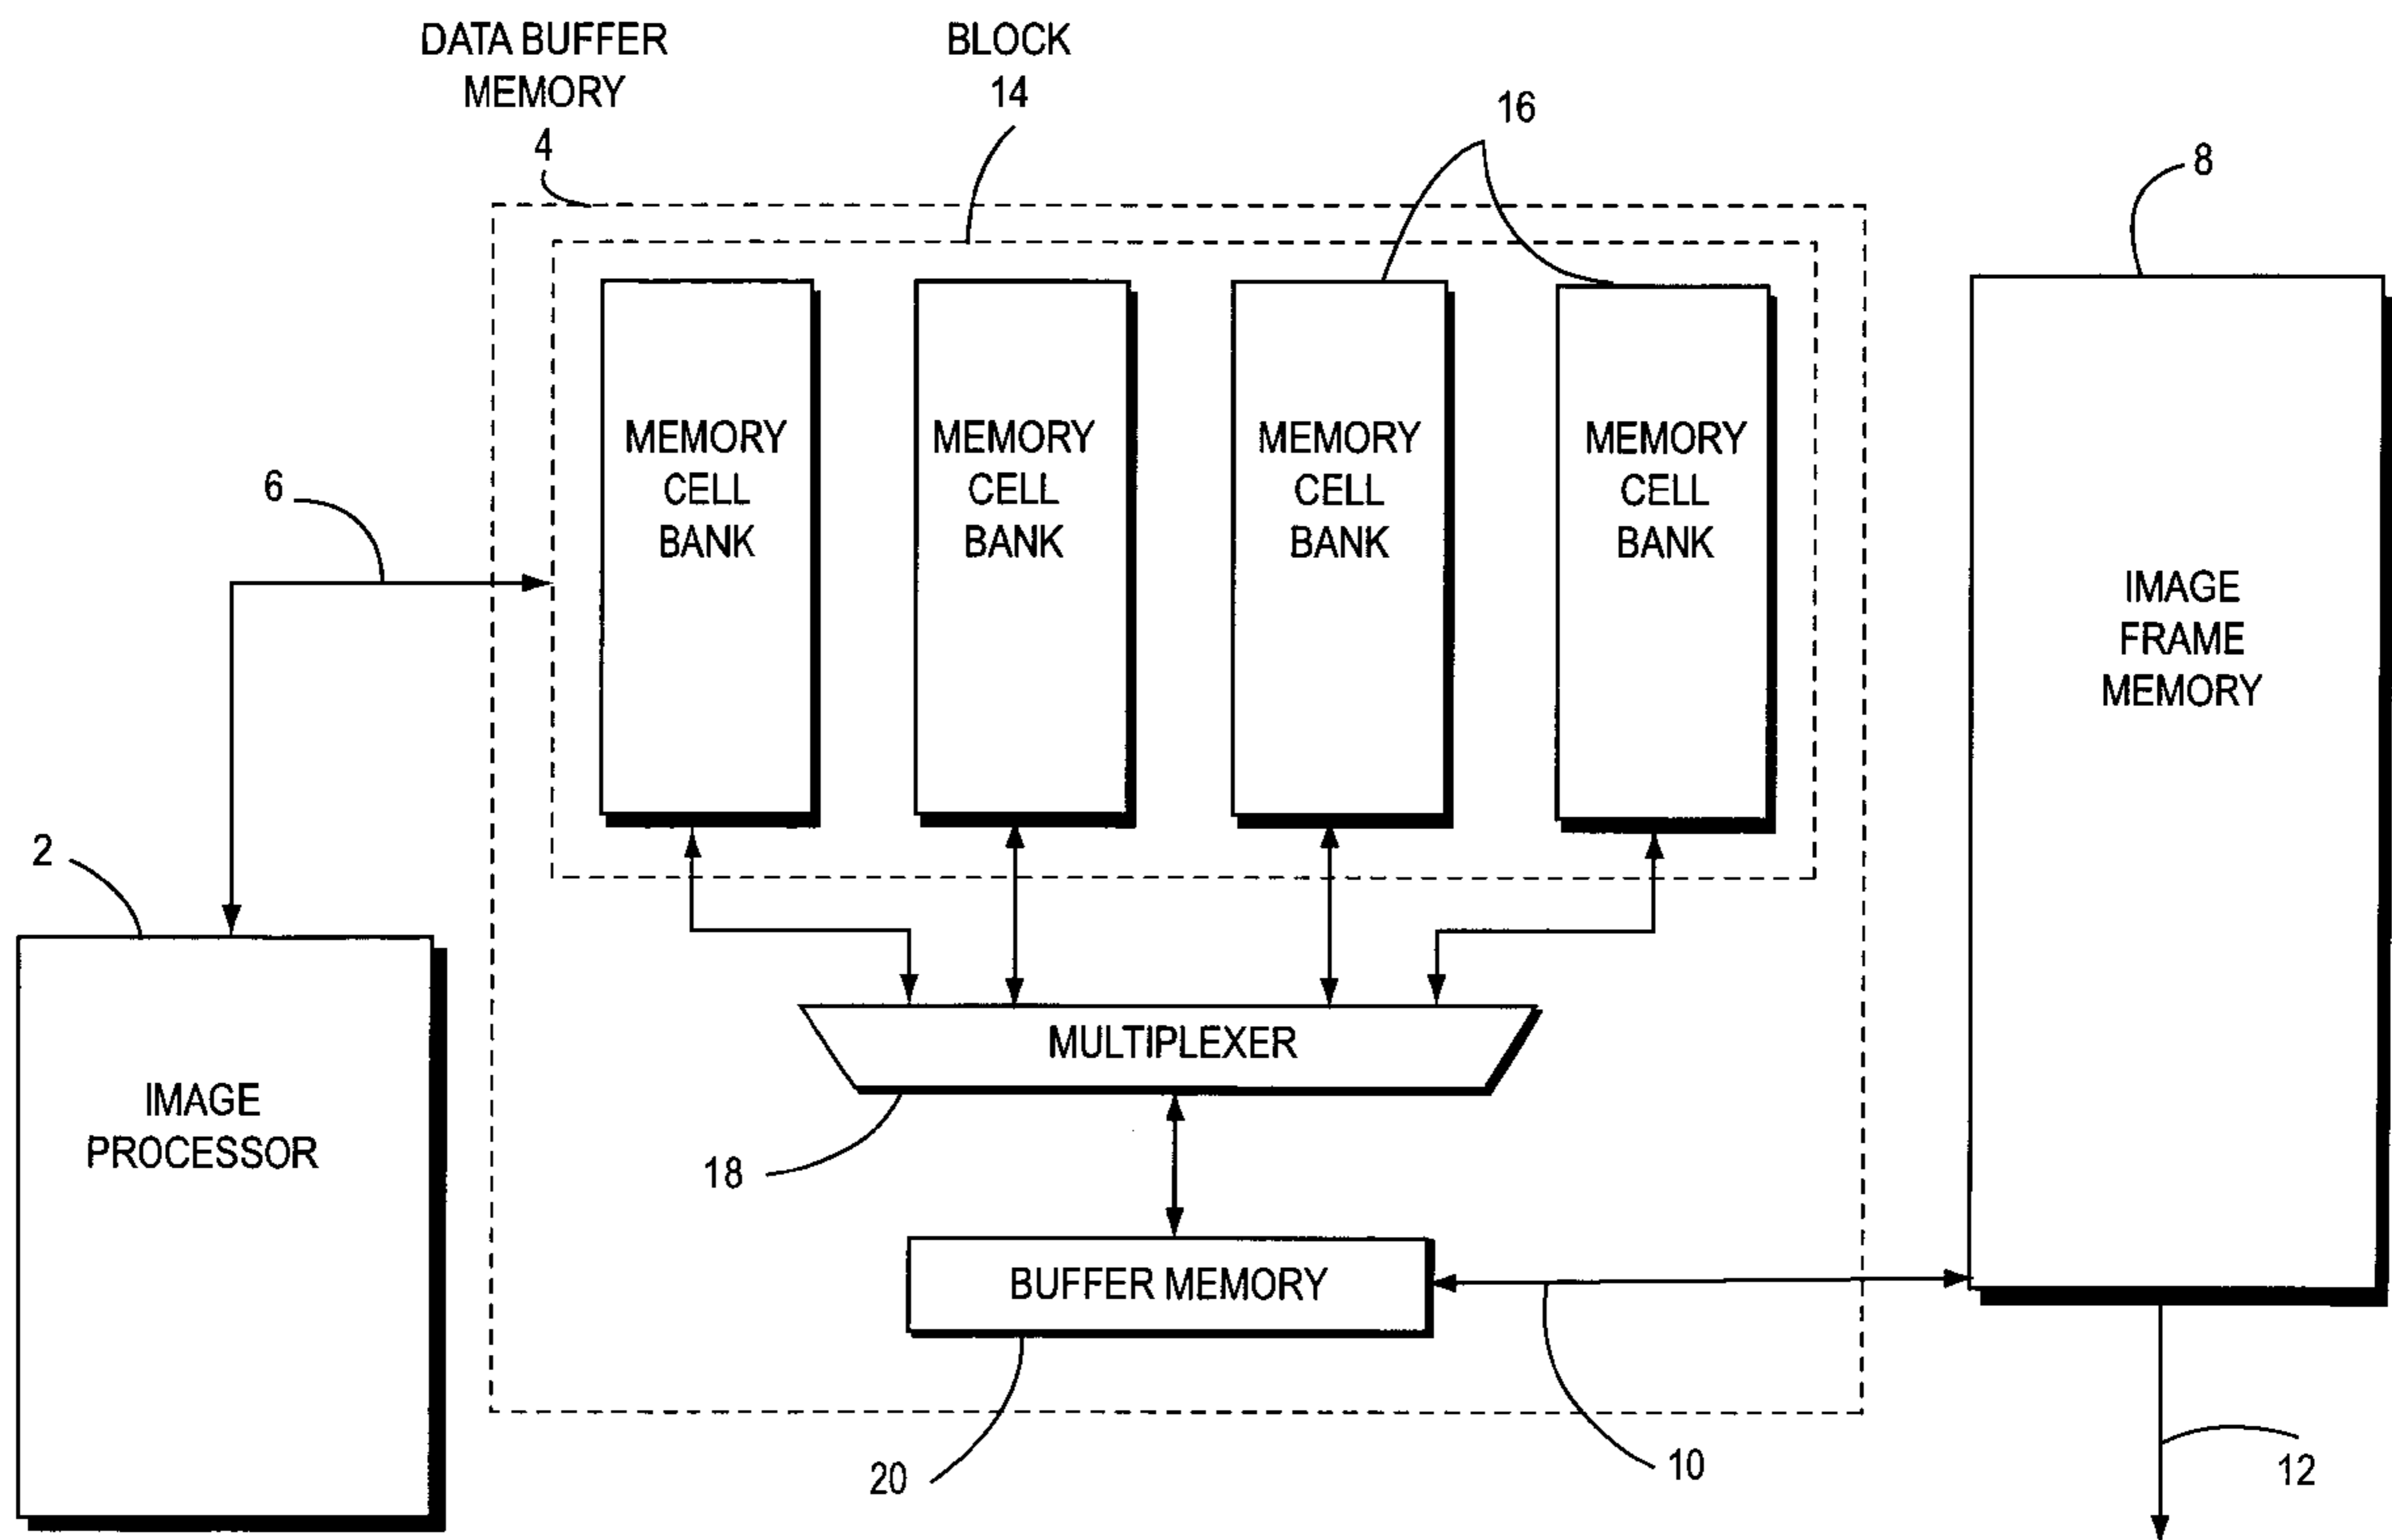 DATA BUFFER
MEMORY
4
BLOCK
14
16
8
MEMORY
CELL
BANK
MEMORY
CELL
BANK
MEMORY
CELL
BANK
MEMORY
CELL
BANK
6
IMAGE
FRAME
MEMORY
2
MULTIPLEXER
IMAGE
PROCESSOR
18
BUFFER MEMORY
20
10
12